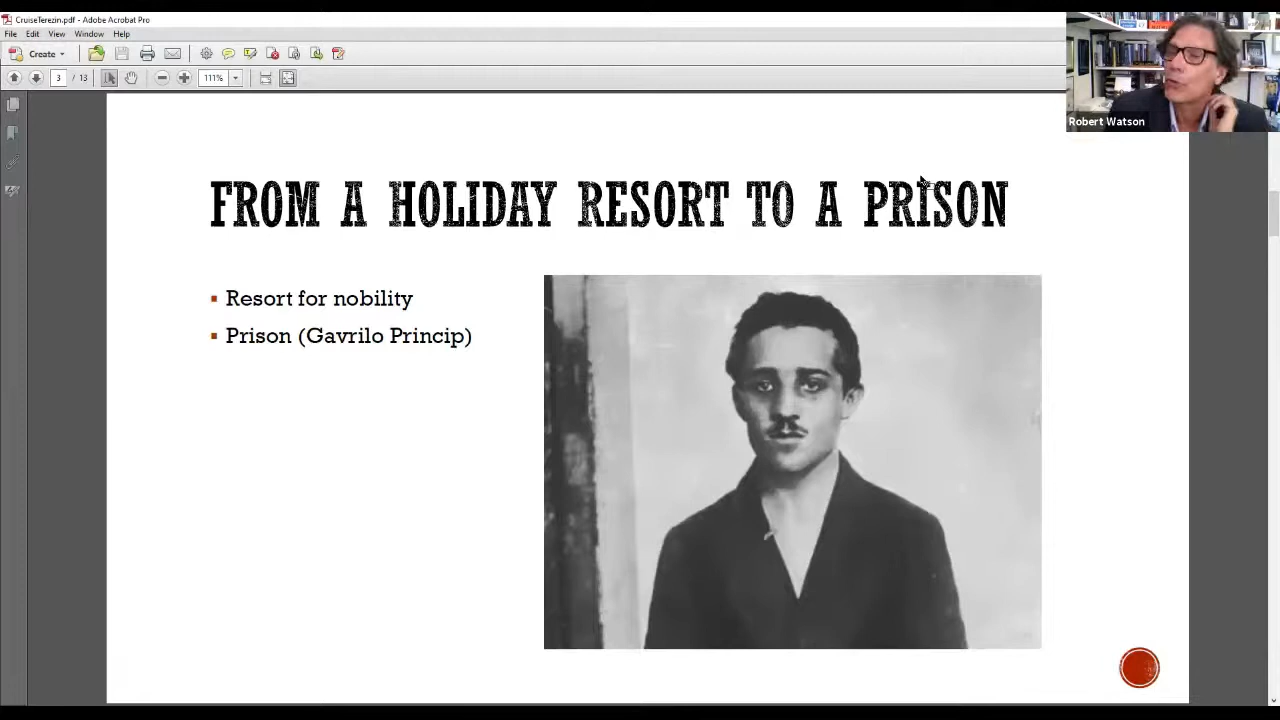 CruiseTerezin.pdf - Adobe Acrobat Pro
File Edit View Window Help
Create
3 / 13 111%
Robert Watson
FROM A HOLIDAY RESORT TO A PRISON
▪ Resort for nobility
▪ Prison (Gavrilo Princip)